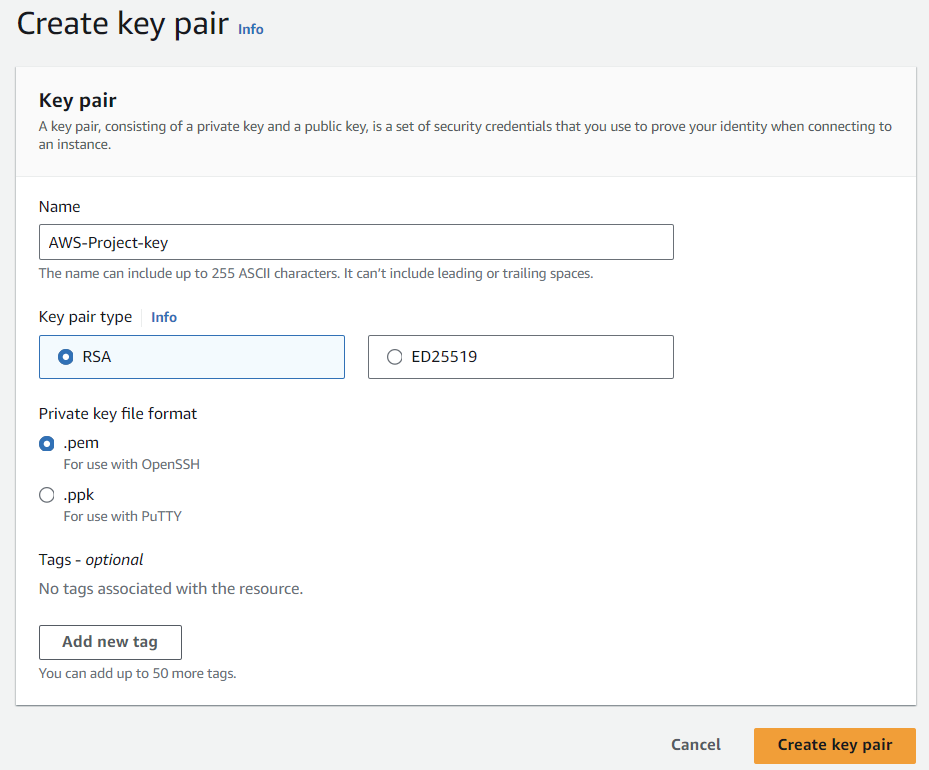 Create key pair Info
Key pair
A key pair, consisting of a private key and a public key, is a set of security credentials that you use to prove your identity when connecting to
an instance.
Name
AWS-Project-key
The name can include up to 255 ASCII characters. It can’t include leading or trailing spaces.
Key pair type Info
RSA ED25519
Private key file format
.pem
For use with OpenSSH
.ppk
For use with PuTTY
Tags - optional
No tags associated with the resource.
Add new tag
You can add up to 50 more tags.
Cancel Create key pair